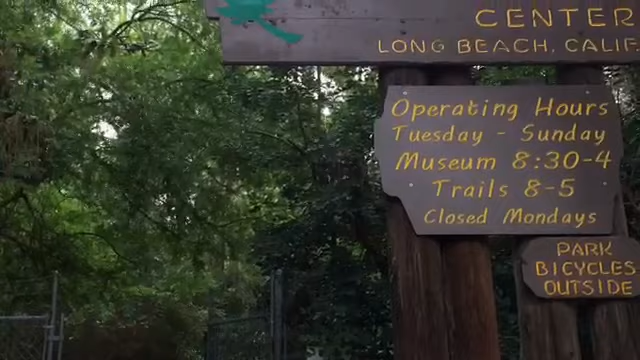 CENTER
LONG BEACH, CALIF
Operating Hours
Tuesday - Sunday
Museum 8:30-4
Trails 8-5
Closed Mondays
PARK
BICYCLES
OUTSIDE